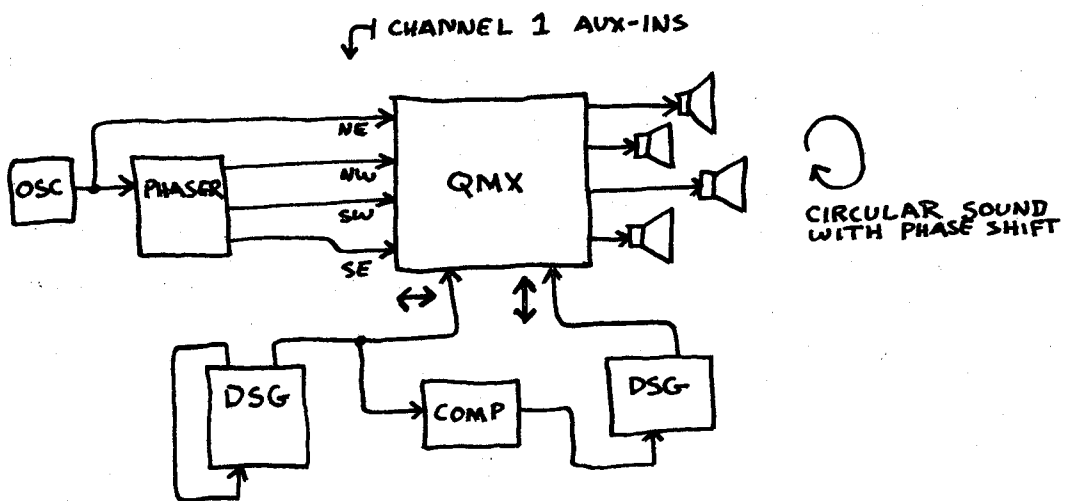 CHANNEL 1 AUX-INS
NE
OSC
PHASER
NW
QMX
SW
SE
CIRCULAR SOUND
WITH PHASE SHIFT
DSG
COMP
DSG